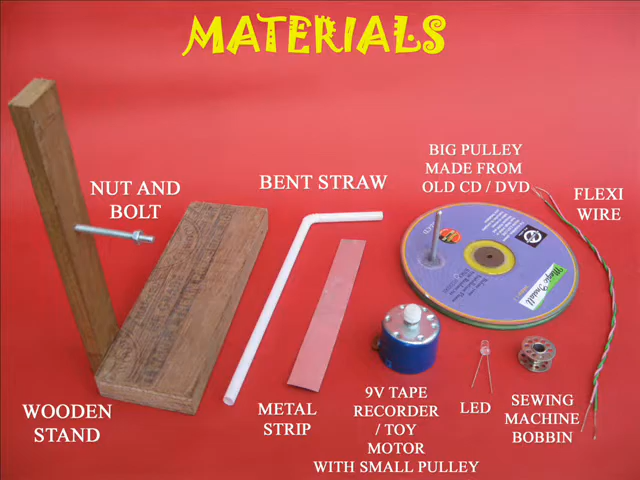 MATERIALS
BIG PULLEY
MADE FROM
OLD CD / DVD
NUT AND
BOLT
BENT STRAW
FLEXI
WIRE
WOODEN
STAND
METAL
STRIP
9V TAPE
RECORDER
/ TOY
MOTOR
WITH SMALL PULLEY
LED
SEWING
MACHINE
BOBBIN